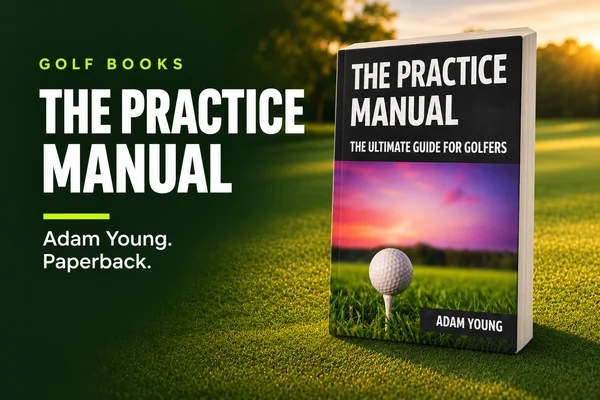 GOLF BOOKS
THE PRACTICE
MANUAL
Adam Young.
Paperback.
THE PRACTICE
MANUAL
THE ULTIMATE GUIDE FOR GOLFERS
ADAM YOUNG